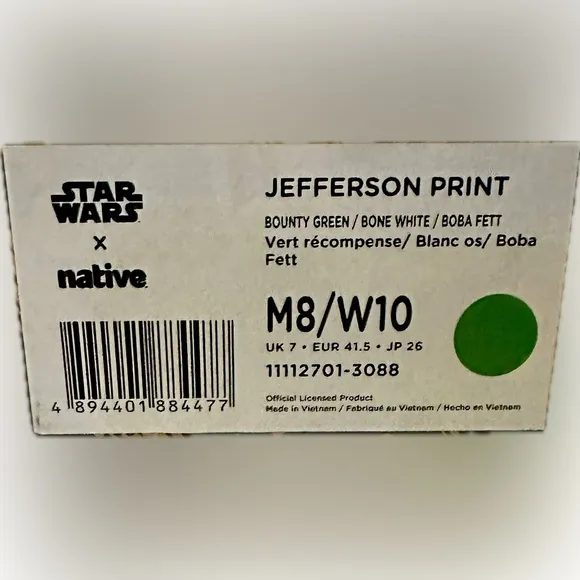 STAR
WARS
x
native
4 894401 884477
JEFFERSON PRINT
BOUNTY GREEN / BONE WHITE / BOBA FETT
Vert récompense/ Blanc os/ Boba
Fett
M8/W10
UK 7 • EUR 41.5 • JP 26
11112701-3088
Official Licensed Product
Made in Vietnam / Fabriqué au Vietnam / Hecho en Vietnam